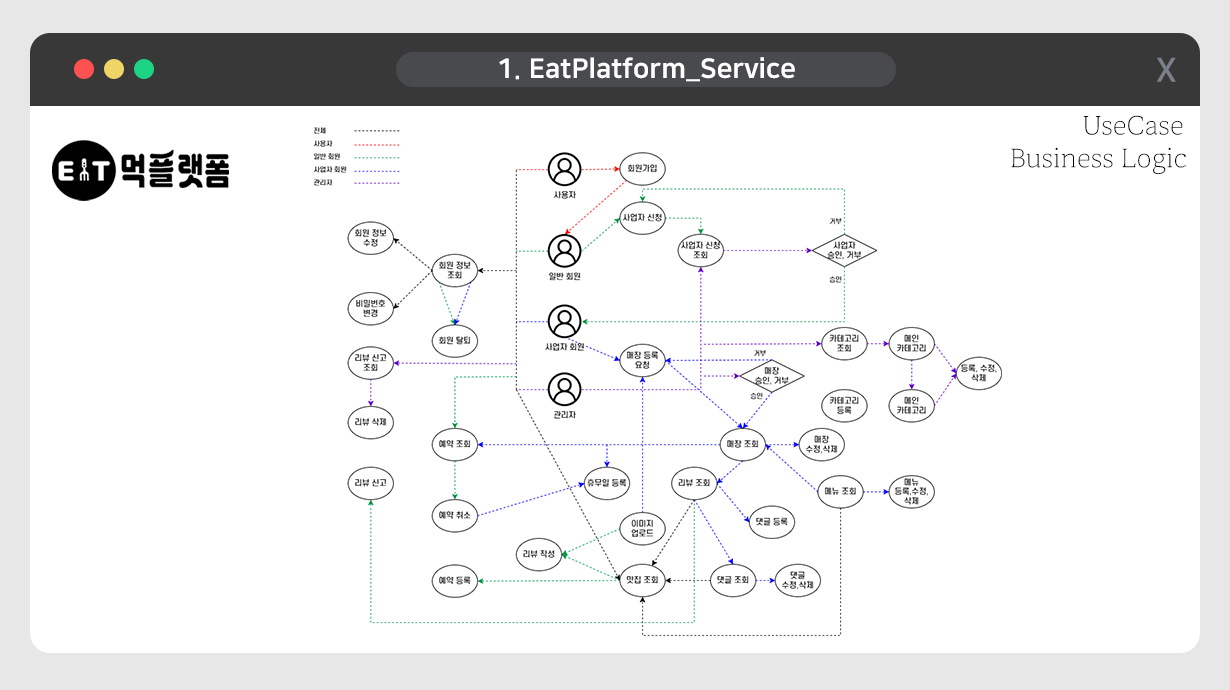 1. EatPlatform_Service
X
UseCase
Business Logic
EAT 먹플랫폼
전체
사용자
일반 회원
사업자 회원
관리자
사용자
회원가입
사업자 신청
거부
회원 정보
수정
일반 회원
사업자 신청
조회
사업자
승인, 거부
회원 정보
조회
승인
비밀번호
변경
회원 탈퇴
사업자 회원
매장 등록
요청
거부
카테고리
조회
메인
카테고리
리뷰 신고
조회
매장
승인, 거부
등록, 수정,
삭제
관리자
승인
카테고리
등록
메인
카테고리
리뷰 삭제
예약 조회
매장 조회
매장
수정,삭제
리뷰 신고
휴무일 등록
리뷰 조회
메뉴 조회
메뉴
등록,수정,
삭제
예약 취소
이미지
업로드
댓글 등록
리뷰 작성
예약 등록
맛집 조회
댓글 조회
댓글
수정,삭제